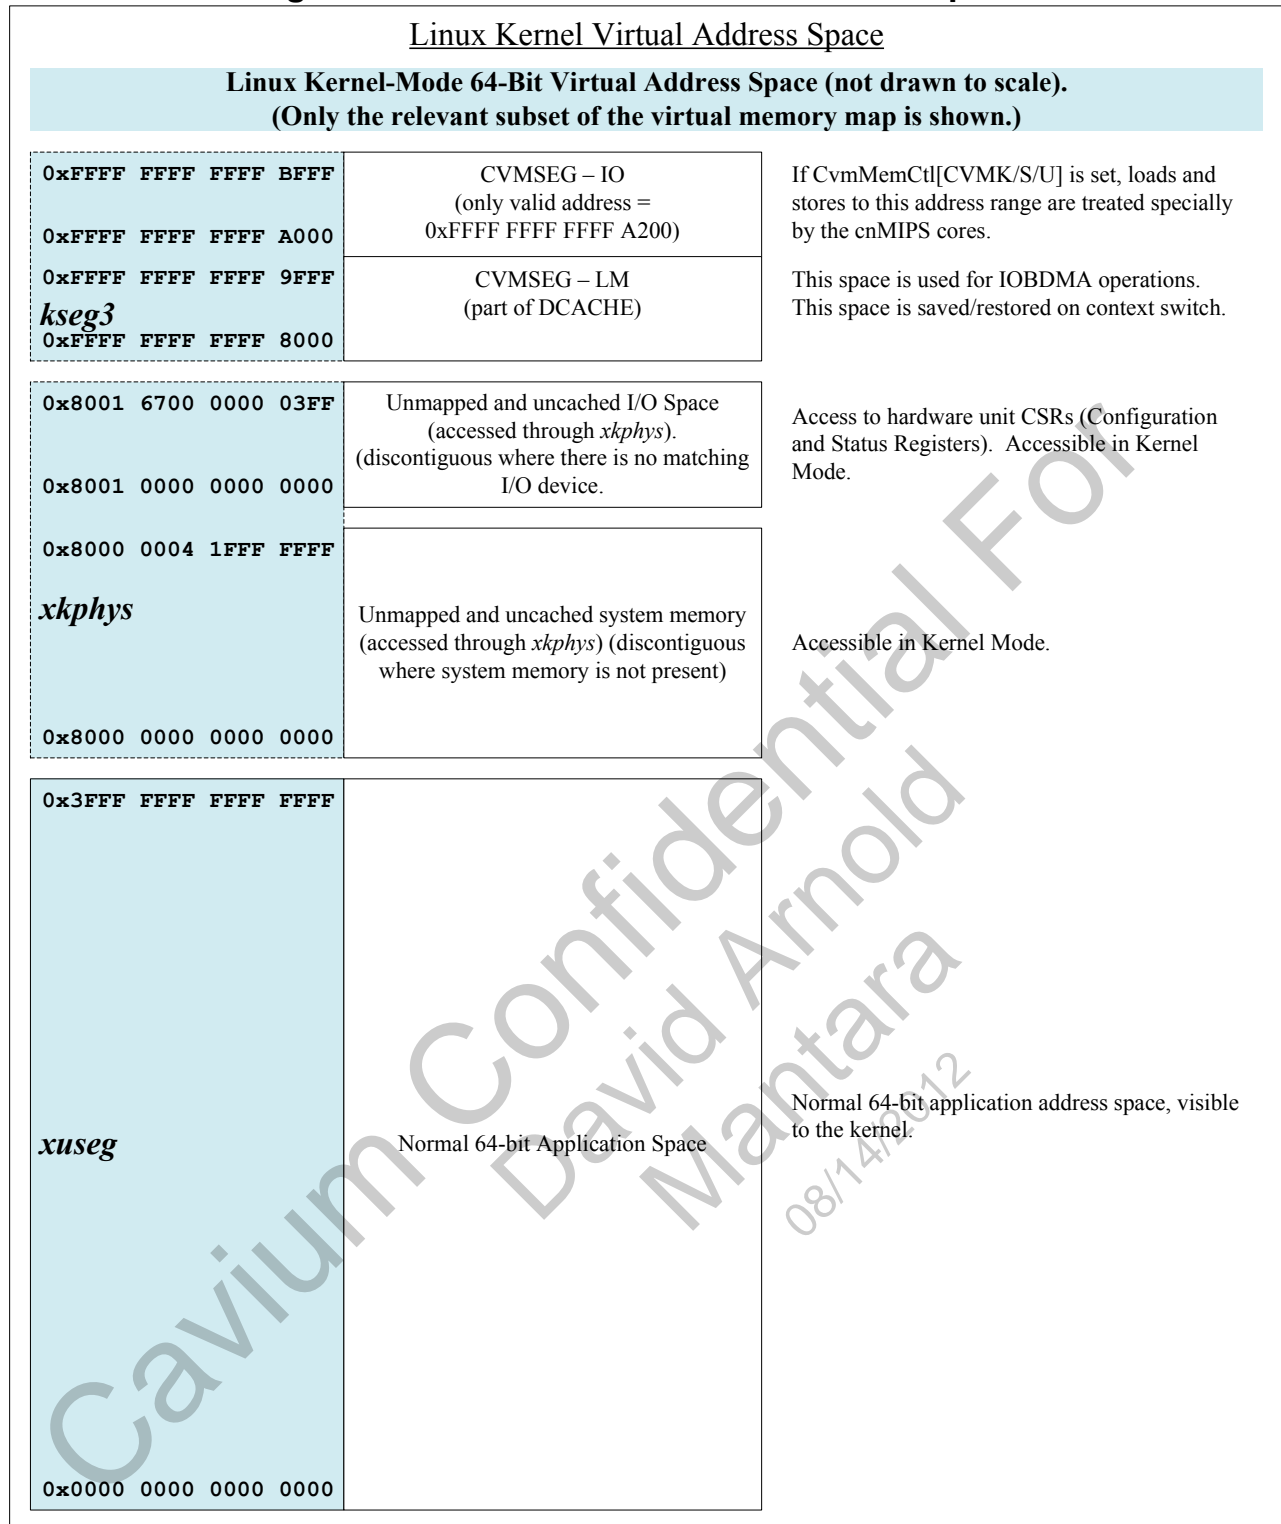 Linux Kernel Virtual Address Space
Linux Kernel-Mode 64-Bit Virtual Address Space (not drawn to scale).
(Only the relevant subset of the virtual memory map is shown.)
0xFFFF FFFF FFFF BFFF
0xFFFF FFFF FFFF A000
CVMSEG – IO
(only valid address =
0xFFFF FFFF FFFF A200)
If CvmMemCtl[CVMK/S/U] is set, loads and
stores to this address range are treated specially
by the cnMIPS cores.
0xFFFF FFFF FFFF 9FFF
kseg3
0xFFFF FFFF FFFF 8000
CVMSEG – LM
(part of DCACHE)
This space is used for IOBDMA operations.
This space is saved/restored on context switch.
0x8001 6700 0000 03FF
0x8001 0000 0000 0000
Unmapped and uncached I/O Space
(accessed through xkphys).
(discontiguous where there is no matching
I/O device.
Access to hardware unit CSRs (Configuration
and Status Registers).  Accessible in Kernel
Mode.
0x8000 0004 1FFF FFFF
xkphys
0x8000 0000 0000 0000
Unmapped and uncached system memory
(accessed through xkphys) (discontiguous
where system memory is not present)
Accessible in Kernel Mode.
0x3FFF FFFF FFFF FFFF
xuseg
0x0000 0000 0000 0000
Normal 64-bit Application Space
Normal 64-bit application address space, visible
to the kernel.
Cavium Confidential For
David Arnold
Mantara
08/14/2012